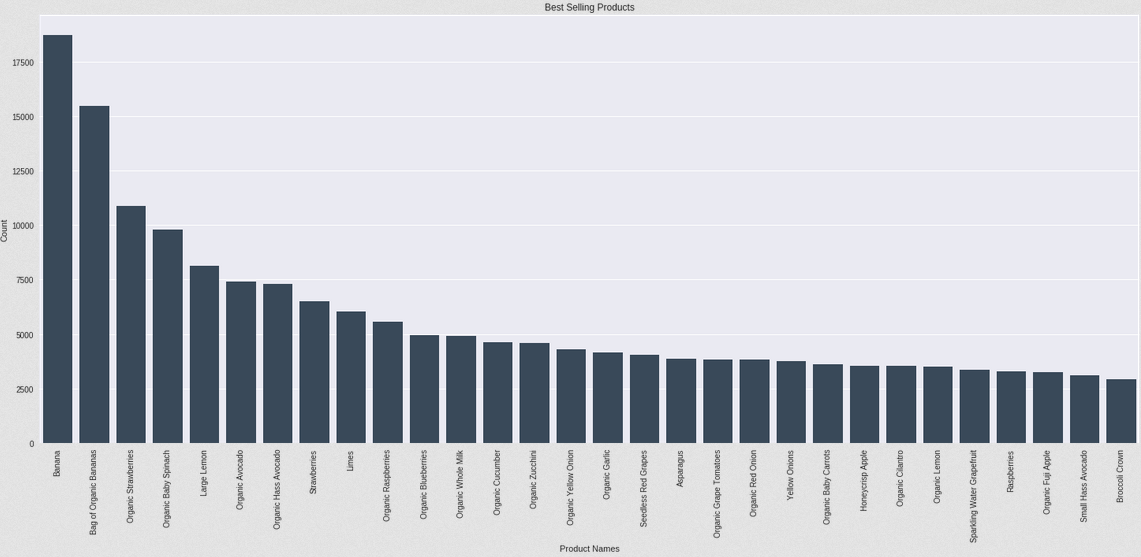 Best Selling Products
Count
17500
15000
12500
10000
7500
5000
2500
0
Banana
Bag of Organic Bananas
Organic Strawberries
Organic Baby Spinach
Large Lemon
Organic Avocado
Organic Hass Avocado
Strawberries
Limes
Organic Raspberries
Organic Blueberries
Organic Whole Milk
Organic Cucumber
Organic Zucchini
Organic Yellow Onion
Organic Garlic
Seedless Red Grapes
Asparagus
Organic Grape Tomatoes
Organic Red Onion
Yellow Onions
Organic Baby Carrots
Honeycrisp Apple
Organic Cilantro
Organic Lemon
Sparkling Water Grapefruit
Raspberries
Organic Fuji Apple
Small Hass Avocado
Broccoli Crown
Product Names